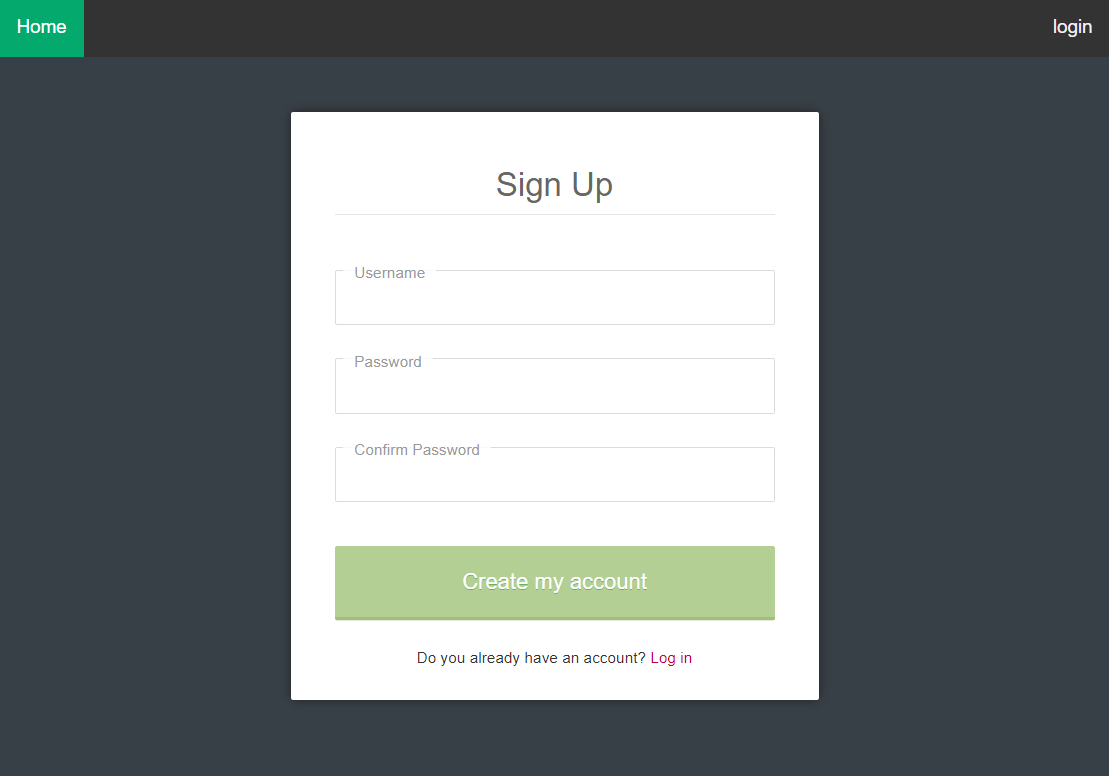 Home
login
Sign Up
Username
Password
Confirm Password
Create my account
Do you already have an account? Log in